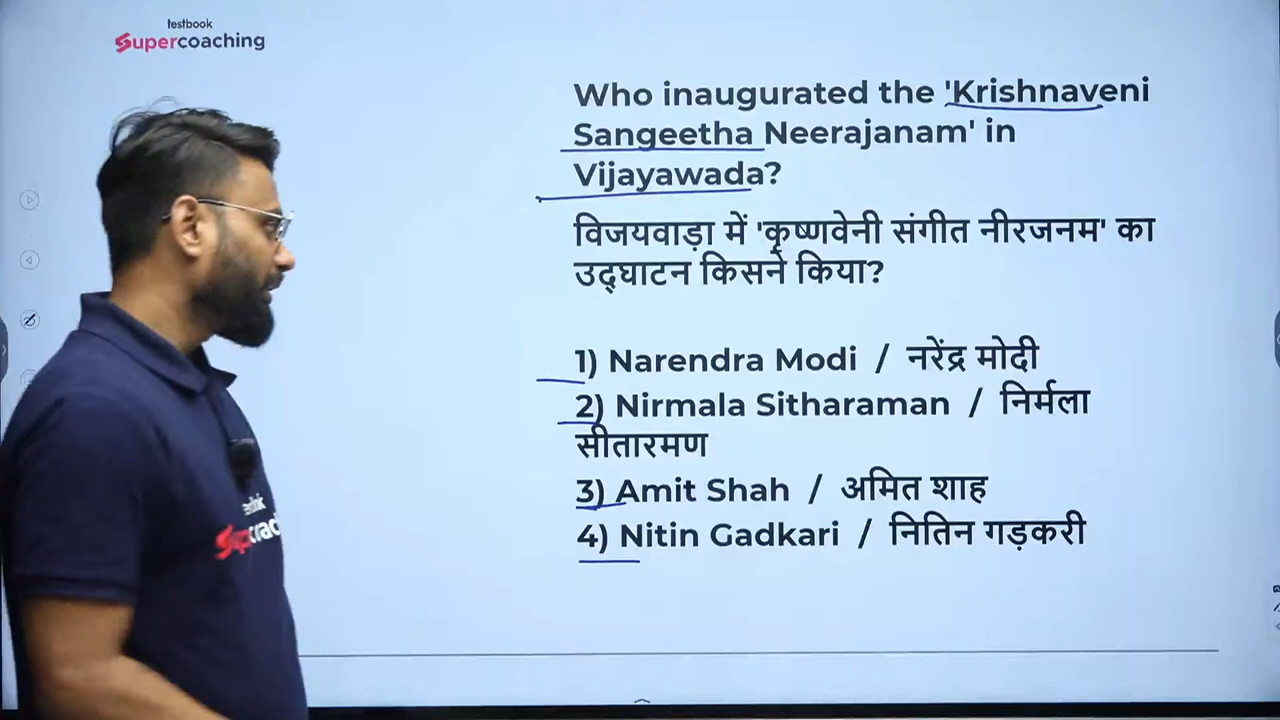 testbook
Supercoaching
Who inaugurated the 'Krishnaveni
Sangeetha Neerajanam' in
Vijayawada?
विजयवाड़ा में 'कृष्णवेनी संगीत नीरजनम' का
उद्घाटन किसने किया?
1) Narendra Modi / नरेंद्र मोदी
2) Nirmala Sitharaman / निर्मला
सीतारमण
3) Amit Shah / अमित शाह
4) Nitin Gadkari / नितिन गड़करी